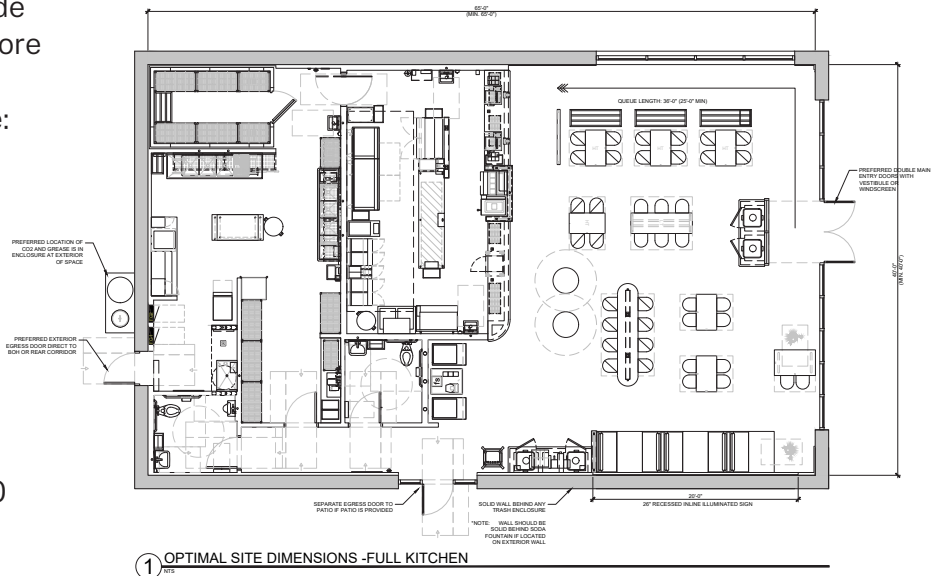 de
ore
e:
0
65'-0"
(MIN. 65'-0")
QUEUE LENGTH: 36'-0" (25'-0" MIN)
PREFERRED DOUBLE MAIN
ENTRY DOORS WITH
VESTIBULE OR
WINDSCREEN
40'-0"
(MIN. 40'-0")
PREFERRED LOCATION OF
CO2 AND GREASE IS IN
ENCLOSURE AT EXTERIOR
OF SPACE
PREFERRED EXTERIOR
EGRESS DOOR DIRECT TO
BOH OR REAR CORRIDOR
SEPARATE EGRESS DOOR TO
PATIO IF PATIO IS PROVIDED
SOLID WALL BEHIND ANY
TRASH ENCLOSURE
*NOTE: WALL SHOULD BE
SOLID BEHIND SODA
FOUNTAIN IF LOCATED
ON EXTERIOR WALL
20'-0"
26" RECESSED INLINE ILLUMINATED SIGN
1 OPTIMAL SITE DIMENSIONS -FULL KITCHEN
NTS